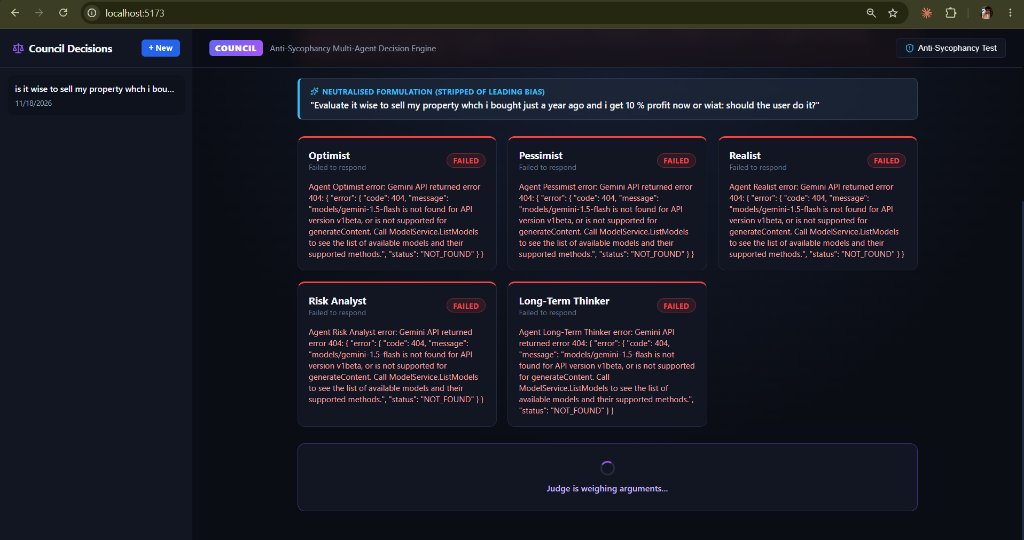 localhost:5173
Council Decisions
+ New
COUNCIL
Anti-Sycophancy Multi-Agent Decision Engine
Anti-Sycophancy Test
is it wise to sell my property whch i bou...
11/18/2026
NEUTRALISED FORMULATION (STRIPPED OF LEADING BIAS)
"Evaluate it wise to sell my property whch i bought just a year ago and i get 10 % profit now or wiat: should the user do it?"
Optimist
FAILED
Failed to respond
Agent Optimist error: Gemini API returned error
404: { "error": { "code": 404, "message":
"models/gemini-1.5-flash is not found for API
version v1beta, or is not supported for
generateContent. Call ModelService.ListModels
to see the list of available models and their
supported methods.", "status": "NOT_FOUND" } }
Pessimist
FAILED
Failed to respond
Agent Pessimist error: Gemini API returned error
404: { "error": { "code": 404, "message":
"models/gemini-1.5-flash is not found for API
version v1beta, or is not supported for
generateContent. Call ModelService.ListModels
to see the list of available models and their
supported methods.", "status": "NOT_FOUND" } }
Realist
FAILED
Failed to respond
Agent Realist error: Gemini API returned error
404: { "error": { "code": 404, "message":
"models/gemini-1.5-flash is not found for API
version v1beta, or is not supported for
generateContent. Call ModelService.ListModels
to see the list of available models and their
supported methods.", "status": "NOT_FOUND" } }
Risk Analyst
FAILED
Failed to respond
Agent Risk Analyst error: Gemini API returned
error 404: { "error": { "code": 404, "message":
"models/gemini-1.5-flash is not found for API
version v1beta, or is not supported for
generateContent. Call ModelService.ListModels
to see the list of available models and their
supported methods.", "status": "NOT_FOUND" } }
Long-Term Thinker
FAILED
Failed to respond
Agent Long-Term Thinker error: Gemini API
returned error 404: { "error": { "code": 404,
"message": "models/gemini-1.5-flash is not
found for API version v1beta, or is not supported
for generateContent. Call
ModelService.ListModels to see the list of
available models and their supported methods.",
"status": "NOT_FOUND" } }
Judge is weighing arguments...